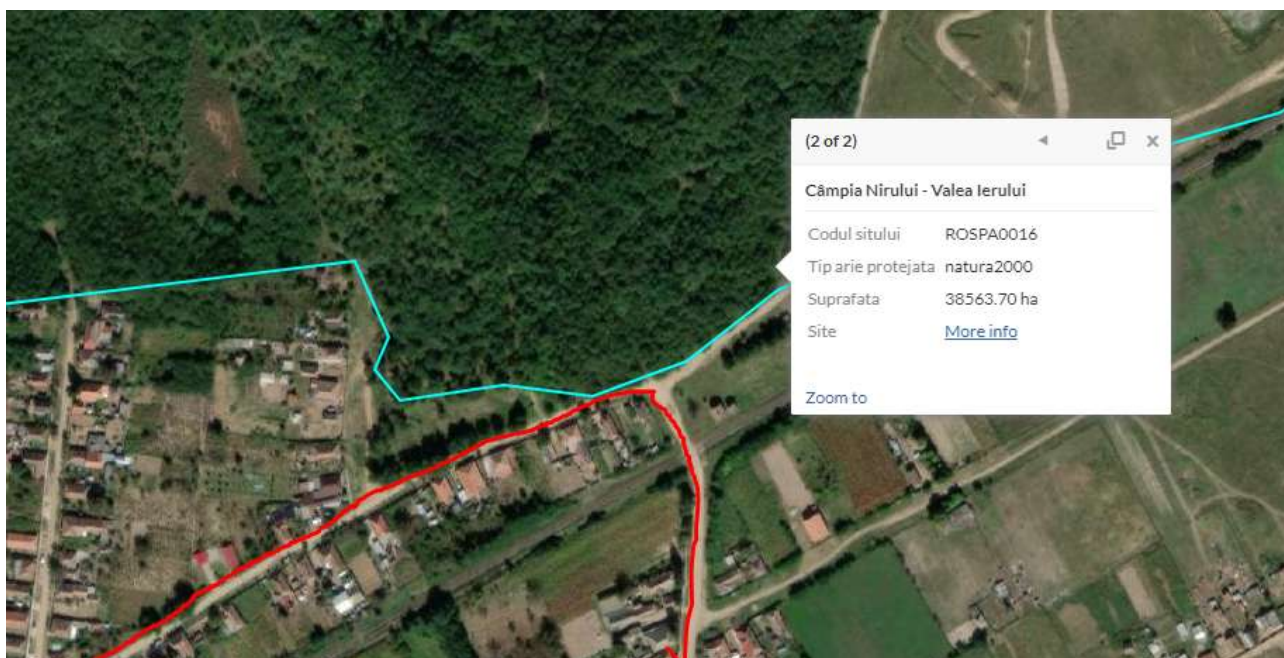 (2 of 2)
Câmpia Nirului - Valea Ierului
Codul sitului ROSPA0016
Tip arie protejata natura2000
Suprafata 38563.70 ha
Site More info
Zoom to